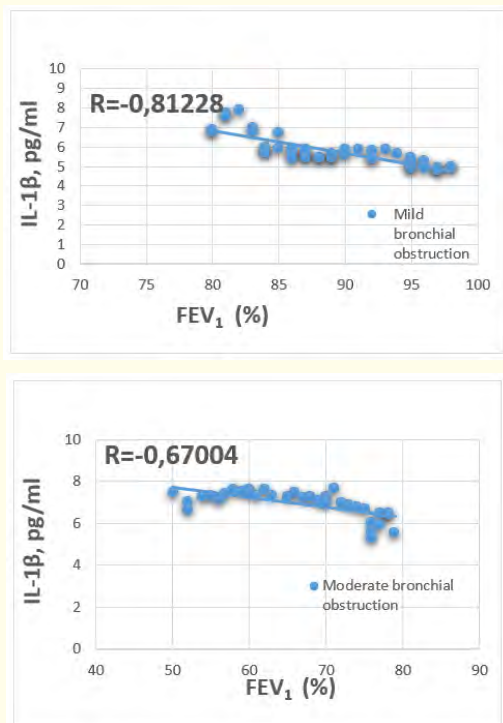 10
9
8
7
6
5
4
3
2
1
0
R=-0,81228
IL-1β, pg/ml
Mild
bronchial
obstruction
70 75 80 85 90 95 100
FEV₁ (%)
10
8
6
4
2
0
R=-0,67004
IL-1β, pg/ml
Moderate bronchial
obstruction
40 50 60 70 80 90
FEV₁ (%)